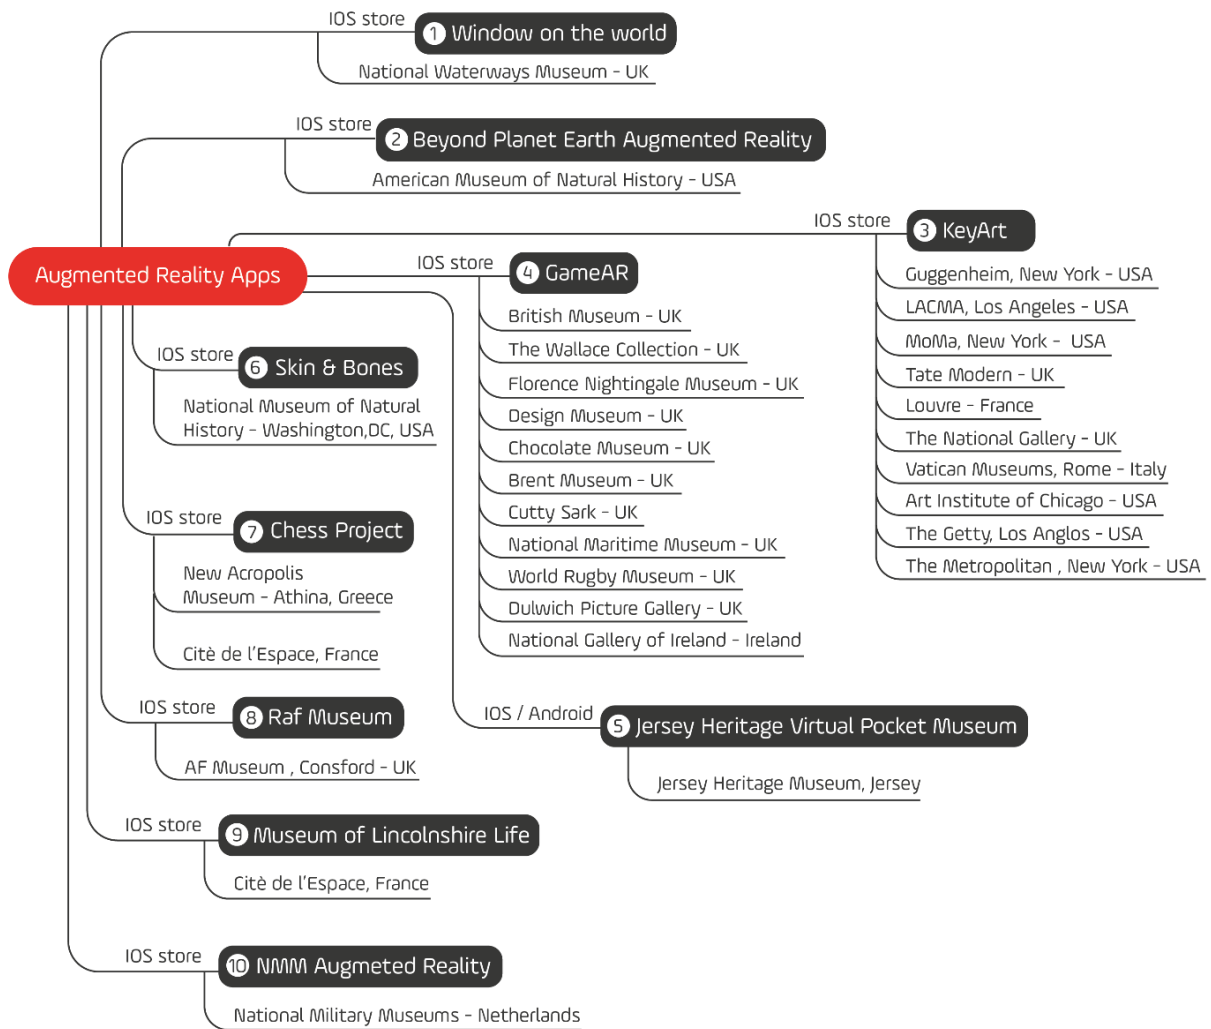 IOS store
1 Window on the world
National Waterways Museum - UK
IOS store
2 Beyond Planet Earth Augmented Reality
American Museum of Natural History - USA
IOS store
3 KeyArt
Guggenheim, New York - USA
LACMA, Los Angeles - USA
MoMa, New York - USA
Tate Modern - UK
Louvre - France
The National Gallery - UK
Vatican Museums, Rome - Italy
Art Institute of Chicago - USA
The Getty, Los Anglos - USA
The Metropolitan , New York - USA
Augmented Reality Apps
IOS store
4 GameAR
British Museum - UK
The Wallace Collection - UK
Florence Nightingale Museum - UK
Design Museum - UK
Chocolate Museum - UK
Brent Museum - UK
Cutty Sark - UK
National Maritime Museum - UK
World Rugby Museum - UK
Dulwich Picture Gallery - UK
National Gallery of Ireland - Ireland
IOS / Android
5 Jersey Heritage Virtual Pocket Museum
Jersey Heritage Museum, Jersey
IOS store
6 Skin & Bones
National Museum of Natural
History - Washington,DC, USA
IOS store
7 Chess Project
New Acropolis
Museum - Athina, Greece
Citè de l'Espace, France
IOS store
8 Raf Museum
AF Museum , Consford - UK
IOS store
9 Museum of Lincolnshire Life
Citè de l'Espace, France
IOS store
10 NMM Augmeted Reality
National Military Museums - Netherlands